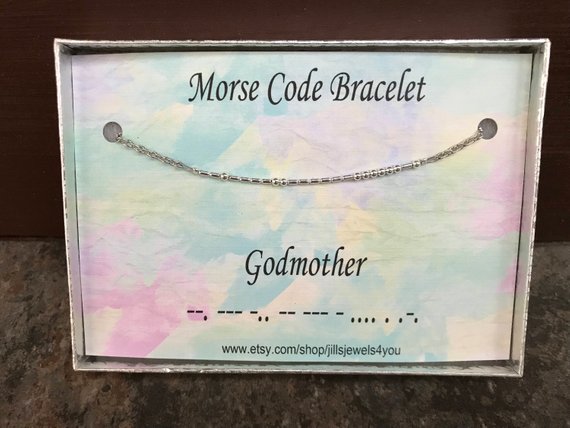 Morse Code Bracelet
Godmother
--. --- -.. -- --- - .... . .-.
www.etsy.com/shop/jillsjewels4you